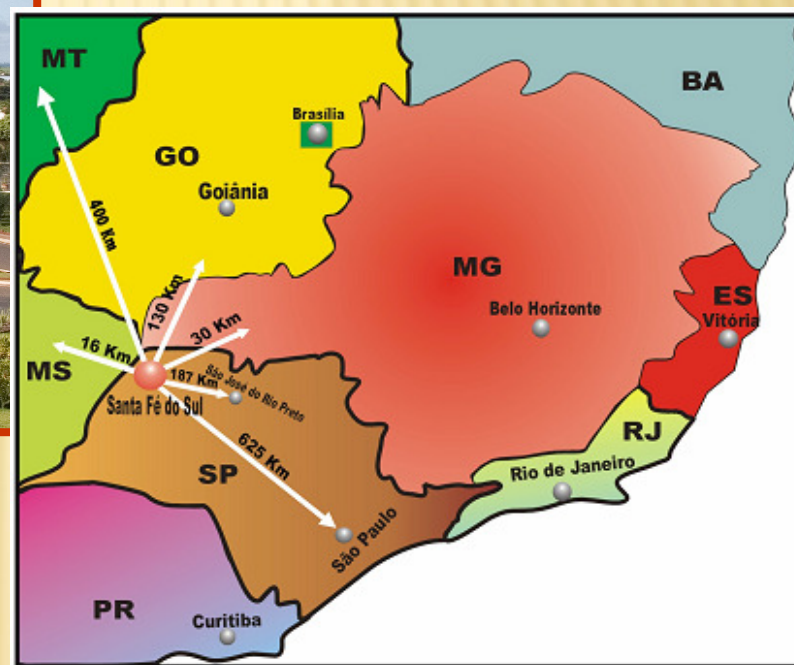 MT
BA
Brasília
GO
Goiânia
400 Km
130 Km
MG
ES
Belo Horizonte
Vitória
30 Km
16 Km
MS
187 Km
São José do Rio Preto
Santa Fé do Sul
RJ
625 Km
SP
Rio de Janeiro
São Paulo
PR
Curitiba